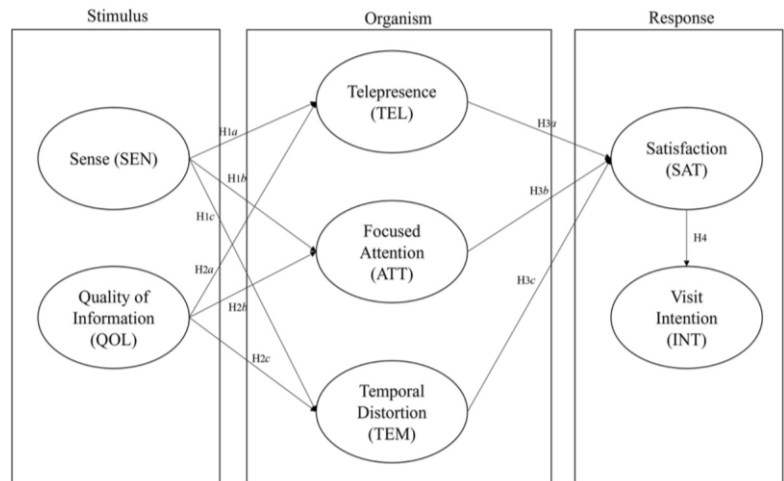 Stimulus
Organism
Response
Sense (SEN)
Quality of
Information
(QOL)
H1a
H1b
H1c
H2a
H2b
H2c
Telepresence
(TEL)
Focused
Attention
(ATT)
Temporal
Distortion
(TEM)
H3a
H3b
H3c
Satisfaction
(SAT)
H4
Visit
Intention
(INT)